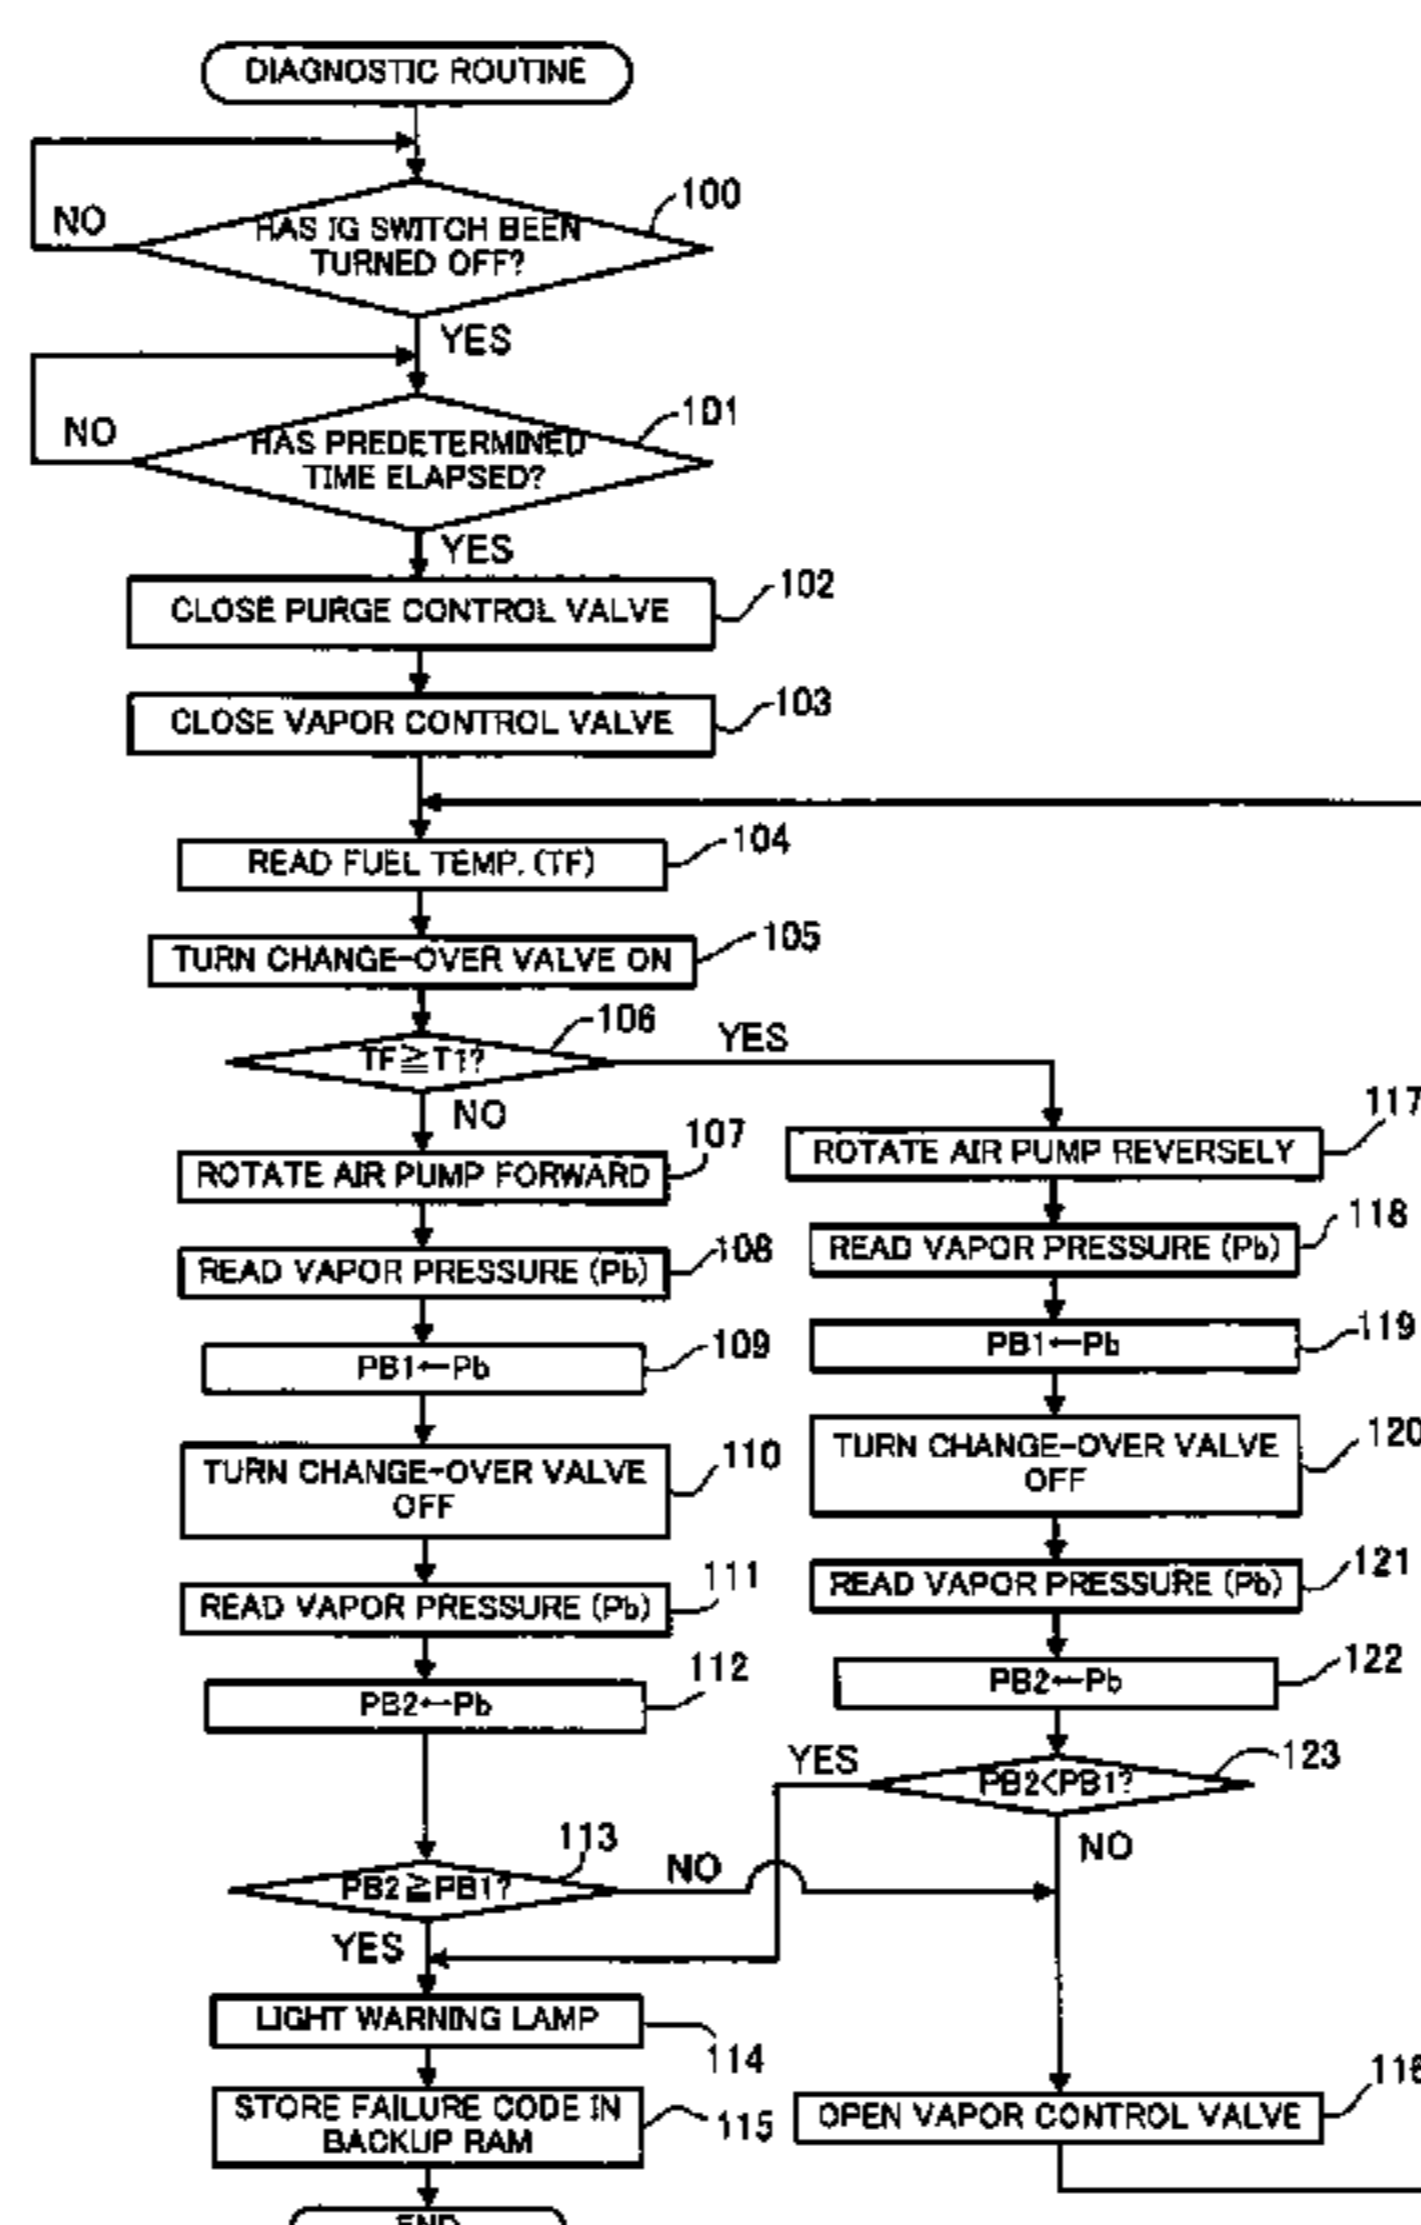 DIAGNOSTIC ROUTINE
100
NO
HAS IG SWITCH BEEN
TURNED OFF?
YES
101
NO
HAS PREDETERMINED
TIME ELAPSED?
YES
102
CLOSE PURGE CONTROL VALVE
103
CLOSE VAPOR CONTROL VALVE
104
READ FUEL TEMP. (TF)
105
TURN CHANGE-OVER VALVE ON
106
TF≧T1?
YES
NO
107
ROTATE AIR PUMP FORWARD
108
READ VAPOR PRESSURE (Pb)
109
PB1←Pb
110
TURN CHANGE-OVER VALVE
OFF
111
READ VAPOR PRESSURE (Pb)
112
PB2←Pb
113
PB2≧PB1?
NO
YES
117
ROTATE AIR PUMP REVERSELY
118
READ VAPOR PRESSURE (Pb)
119
PB1←Pb
120
TURN CHANGE-OVER VALVE
OFF
121
READ VAPOR PRESSURE (Pb)
122
PB2←Pb
123
YES
PB2<PB1?
NO
LIGHT WARNING LAMP
114
STORE FAILURE CODE IN
BACKUP RAM
115
116
OPEN VAPOR CONTROL VALVE
END